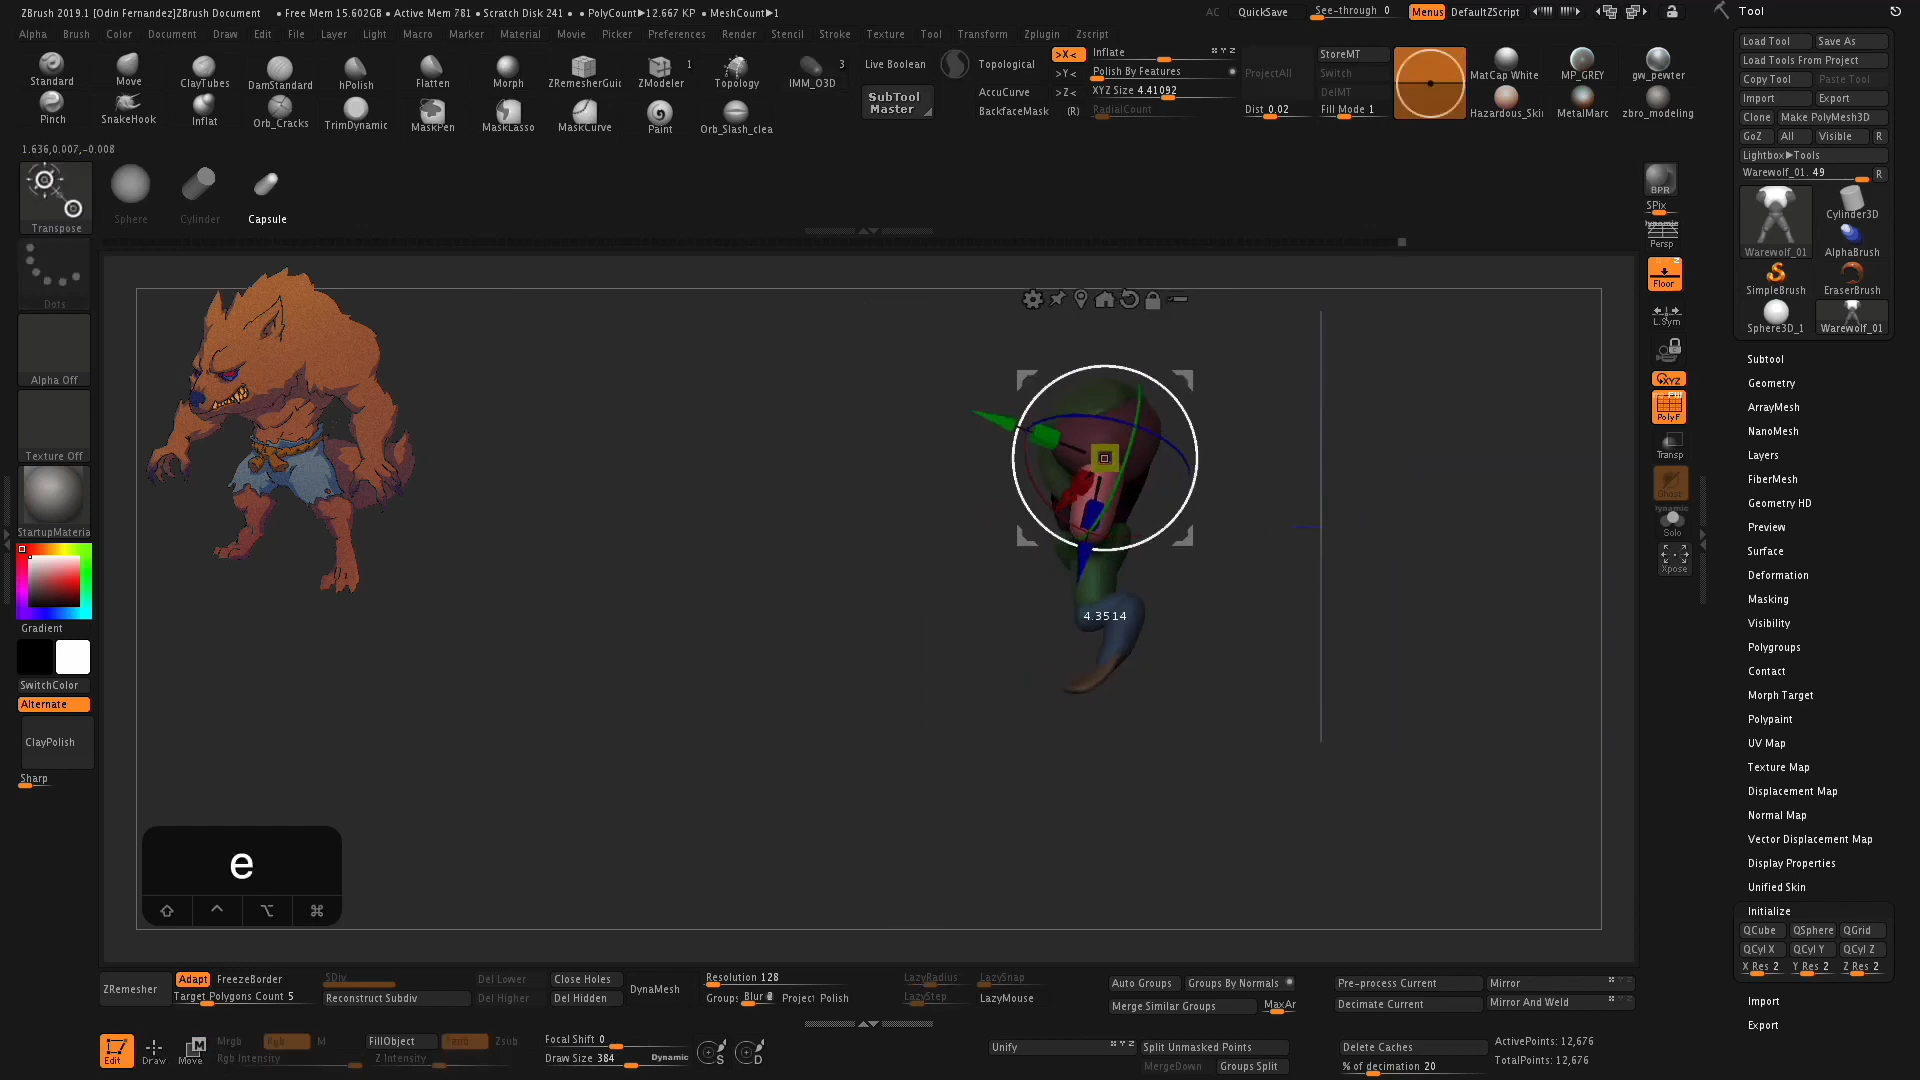 ZBrush 2019.1 [Odin Fernandez]ZBrush Document • Free Mem 15.602GB • Active Mem 781 • Scratch Disk 241 • • PolyCount▸12.667 KP • MeshCount▸1
AC QuickSave See-through 0 Menus DefaultZScript
Tool
Alpha Brush Color Document Draw Edit File Layer Light Macro Marker Material Movie Picker Preferences Render Stencil Stroke Texture Tool Transform Zplugin Zscript
Load Tool Save As
Load Tools From Project
Copy Tool Paste Tool
Import Export
Clone Make PolyMesh3D
GoZ All Visible R
Lightbox▶Tools
Warewolf_01. 49 R
Standard Move ClayTubes DamStandard hPolish Flatten Morph ZRemesherGuid ZModeler 1 Topology IMM_O3D 3
Pinch SnakeHook Inflat Orb_Cracks TrimDynamic MaskPen MaskLasso MaskCurve Paint Orb_Slash_clea
Live Boolean
SubTool
Master
Topological
AccuCurve
BackfaceMask (R)
>X<
>Y<
>Z<
Inflate
Polish By Features
XYZ Size 4.41092
RadialCount
ProjectAll
Dist 0.02
StoreMT
Switch
DelMT
Fill Mode 1
MatCap White MP_GREY gw_pewter
Hazardous_Skin MetalMarc zbro_modeling
1.636,0.007,-0.008
Transpose
Sphere Cylinder Capsule
Dots
Alpha Off
Texture Off
StartupMateria
Gradient
SwitchColor
Alternate
ClayPolish
Sharp
4.3514
e
BPR
SPix
Dynamic
Persp
Floor
L.Sym
XYZ
PolyF
Transp
Ghost
Dynamic
Solo
Xpose
Warewolf_01 Cylinder3D
AlphaBrush
SimpleBrush EraserBrush
Sphere3D_1 Warewolf_01
Subtool
Geometry
ArrayMesh
NanoMesh
Layers
FiberMesh
Geometry HD
Preview
Surface
Deformation
Masking
Visibility
Polygroups
Contact
Morph Target
Polypaint
UV Map
Texture Map
Displacement Map
Normal Map
Vector Displacement Map
Display Properties
Unified Skin
Initialize
QCube QSphere QGrid
QCyl X QCyl Y QCyl Z
X Res 2 Y Res 2 Z Res 2
Import
Export
ZRemesher
Adapt FreezeBorder
Target Polygons Count 5
SDiv
Reconstruct Subdiv
Del Lower
Del Higher
Close Holes
Del Hidden
DynaMesh
Resolution 128
Groups Blur Project Polish
LazyRadius LazySnap
LazyStep LazyMouse
Auto Groups Groups By Normals
Merge Similar Groups MaxAr
Pre-process Current
Decimate Current
Mirror
Mirror And Weld
Edit Draw Move
Mrgb Rgb M
Rgb Intensity
FillObject Zadd Zsub
Z Intensity
Focal Shift 0
Draw Size 384 Dynamic
S D
Unify
Split Unmasked Points
MergeDown Groups Split
Delete Caches
% of decimation 20
ActivePoints: 12,676
TotalPoints: 12,676